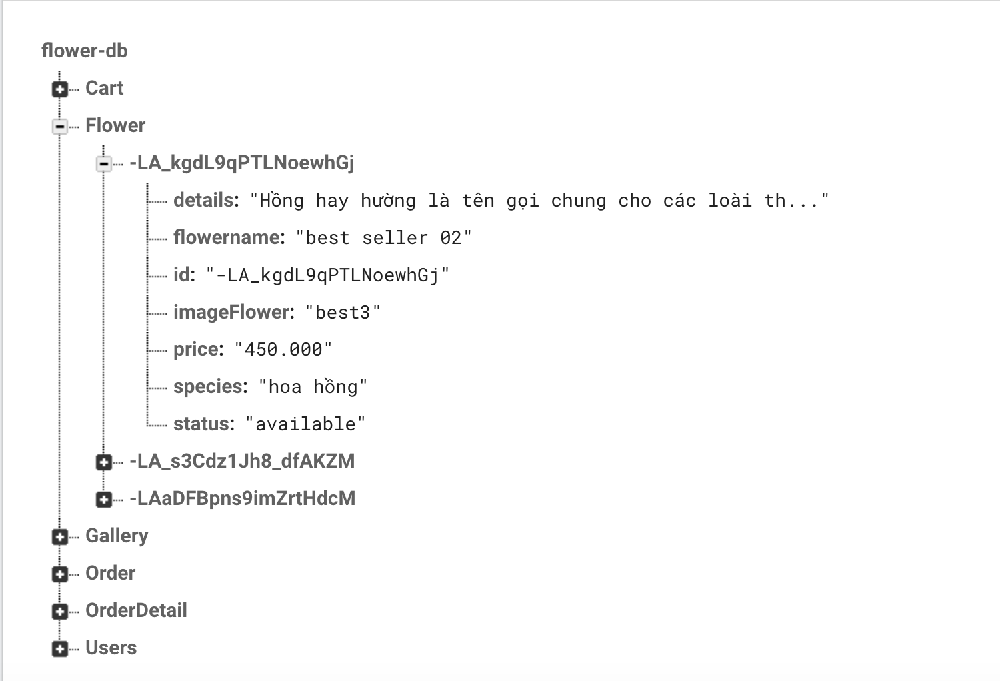 flower-db
Cart
Flower
-LA_kgdL9qPTLNoewhGj
details: "Hồng hay hường là tên gọi chung cho các loài th..."
flowername: "best seller 02"
id: "-LA_kgdL9qPTLNoewhGj"
imageFlower: "best3"
price: "450.000"
species: "hoa hồng"
status: "available"
-LA_s3Cdz1Jh8_dfAKZM
-LAaDFBpns9imZrtHdcM
Gallery
Order
OrderDetail
Users